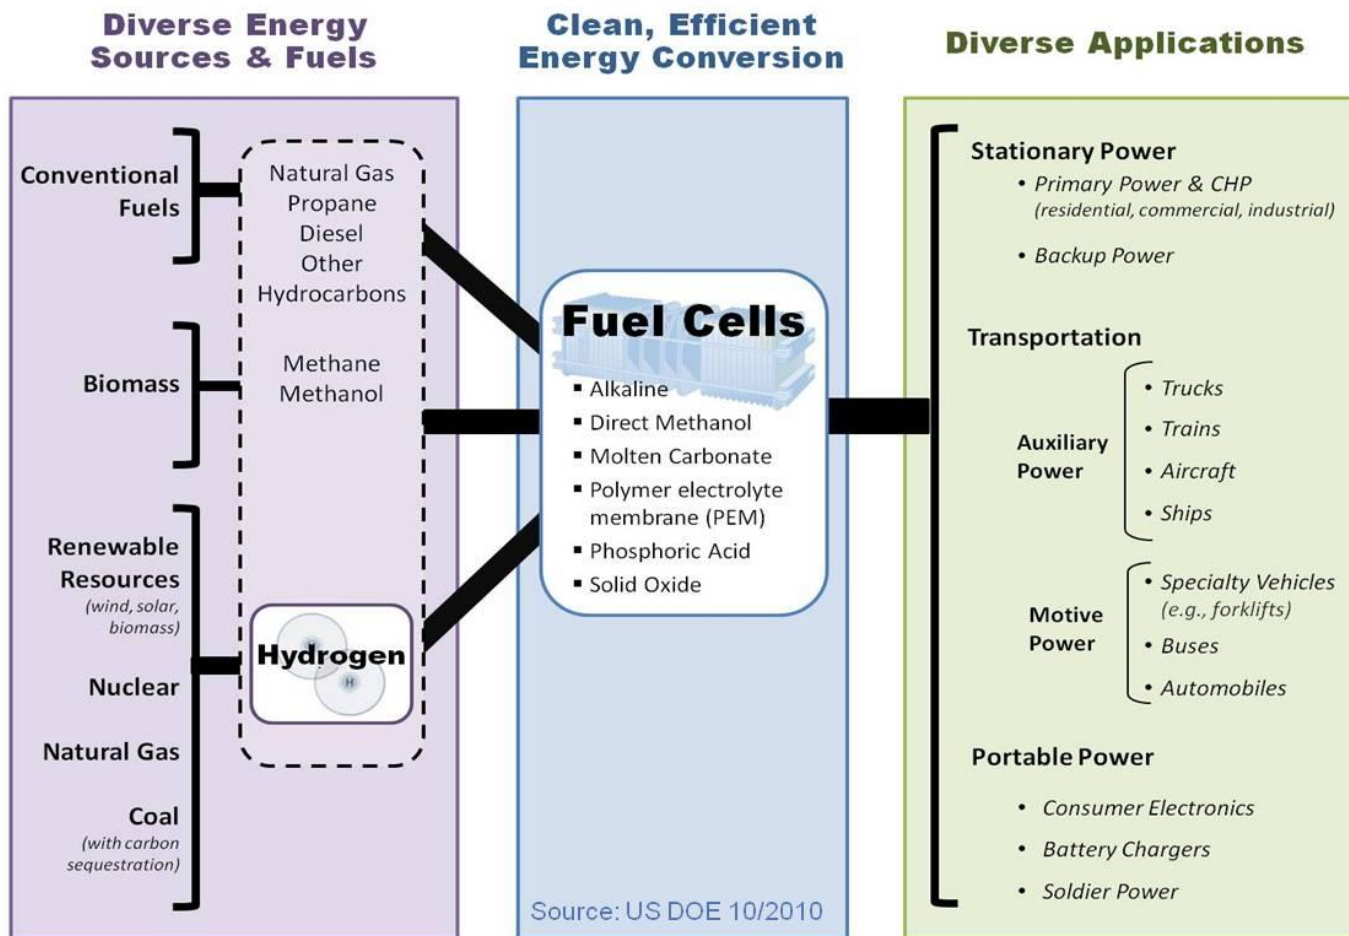 Diverse Energy
Sources & Fuels
Clean, Efficient
Energy Conversion
Diverse Applications
Conventional
Fuels
Biomass
Renewable
Resources
(wind, solar,
biomass)
Nuclear
Natural Gas
Coal
(with carbon
sequestration)
Natural Gas
Propane
Diesel
Other
Hydrocarbons
Methane
Methanol
H
Hydrogen
H
Fuel Cells
▪ Alkaline
▪ Direct Methanol
▪ Molten Carbonate
▪ Polymer electrolyte
membrane (PEM)
▪ Phosphoric Acid
▪ Solid Oxide
Source: US DOE 10/2010
Stationary Power
• Primary Power & CHP
(residential, commercial, industrial)
• Backup Power
Transportation
Auxiliary
Power
• Trucks
• Trains
• Aircraft
• Ships
Motive
Power
• Specialty Vehicles
(e.g., forklifts)
• Buses
• Automobiles
Portable Power
• Consumer Electronics
• Battery Chargers
• Soldier Power